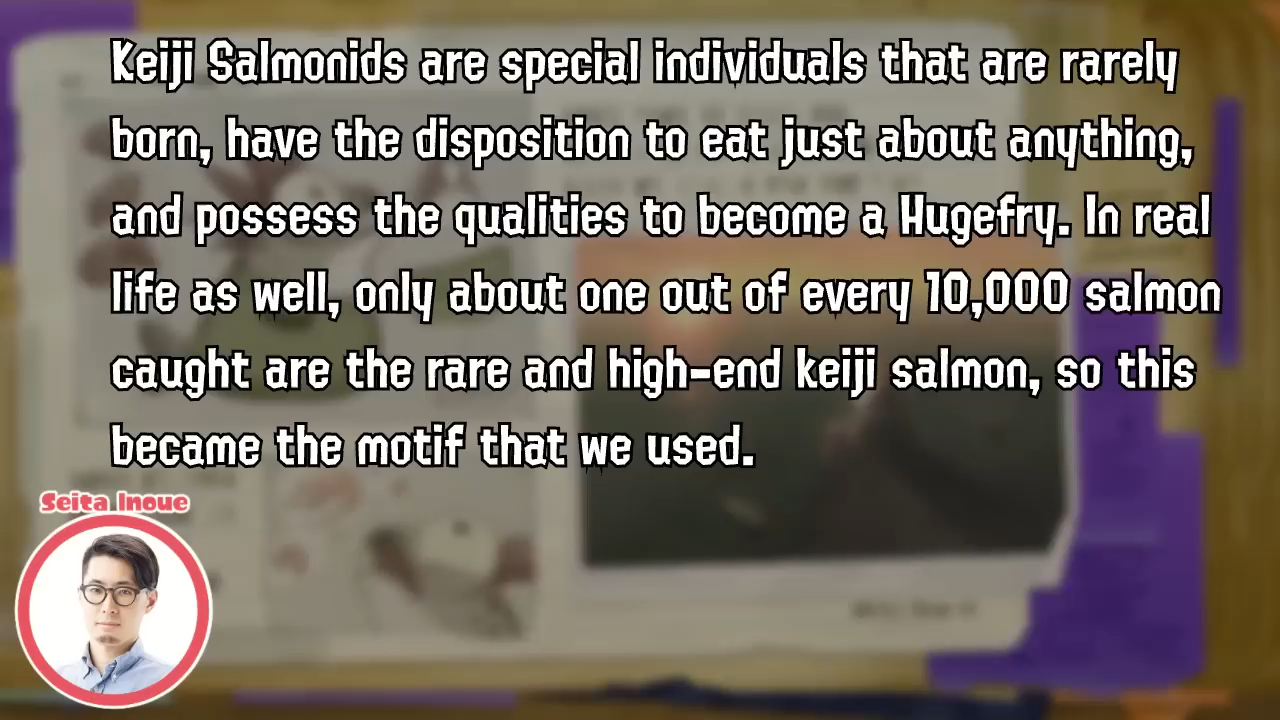 Keiji Salmonids are special individuals that are rarely
born, have the disposition to eat just about anything,
and possess the qualities to become a Hugefry. In real
life as well, only about one out of every 10,000 salmon
caught are the rare and high-end keiji salmon, so this
became the motif that we used.
Seita Inoue